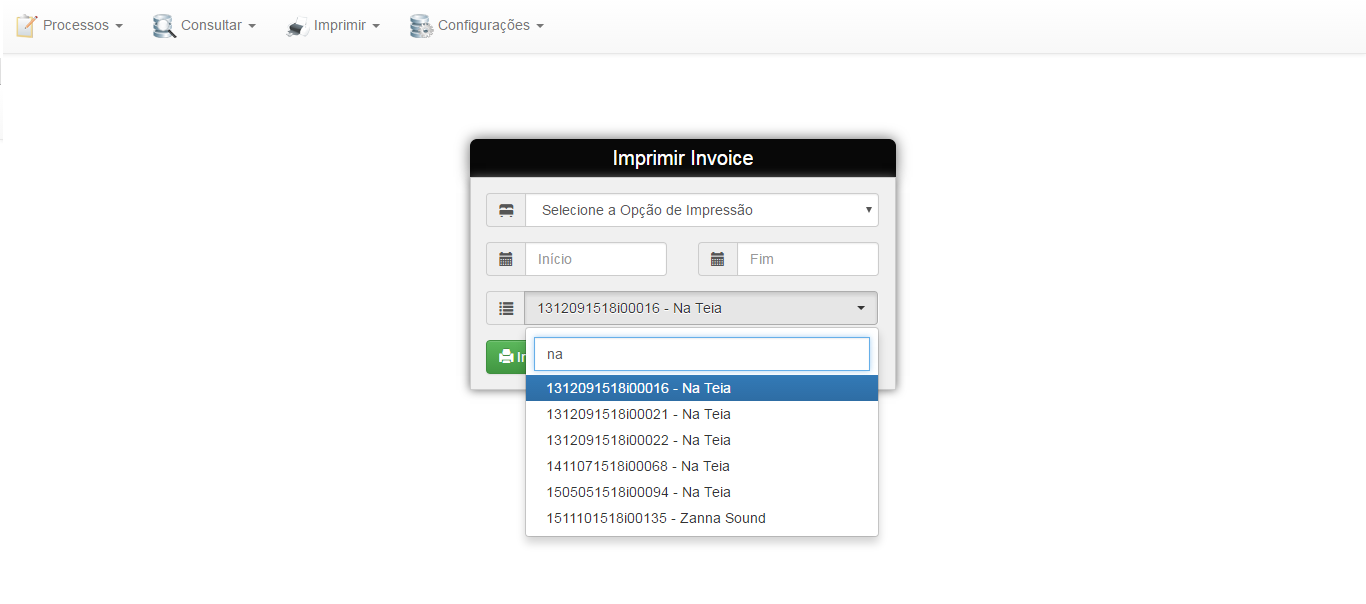 Processos Consultar Imprimir Configurações
Imprimir Invoice
Selecione a Opção de Impressão
Início Fim
1312091518i00016 - Na Teia
na
1312091518i00016 - Na Teia
1312091518i00021 - Na Teia
1312091518i00022 - Na Teia
1411071518i00068 - Na Teia
1505051518i00094 - Na Teia
1511101518i00135 - Zanna Sound